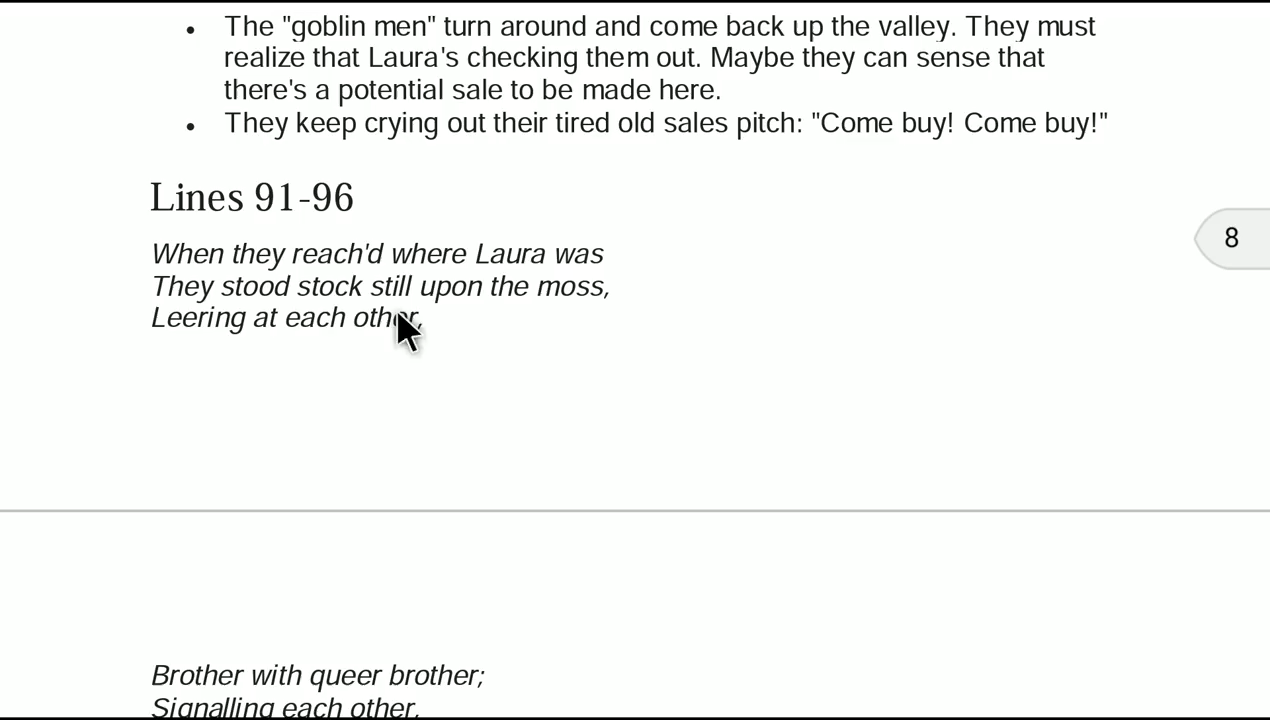 • The "goblin men" turn around and come back up the valley. They must
realize that Laura's checking them out. Maybe they can sense that
there's a potential sale to be made here.
• They keep crying out their tired old sales pitch: "Come buy! Come buy!"
Lines 91-96
8
When they reach'd where Laura was
They stood stock still upon the moss,
Leering at each other,
Brother with queer brother;
Signalling each other,